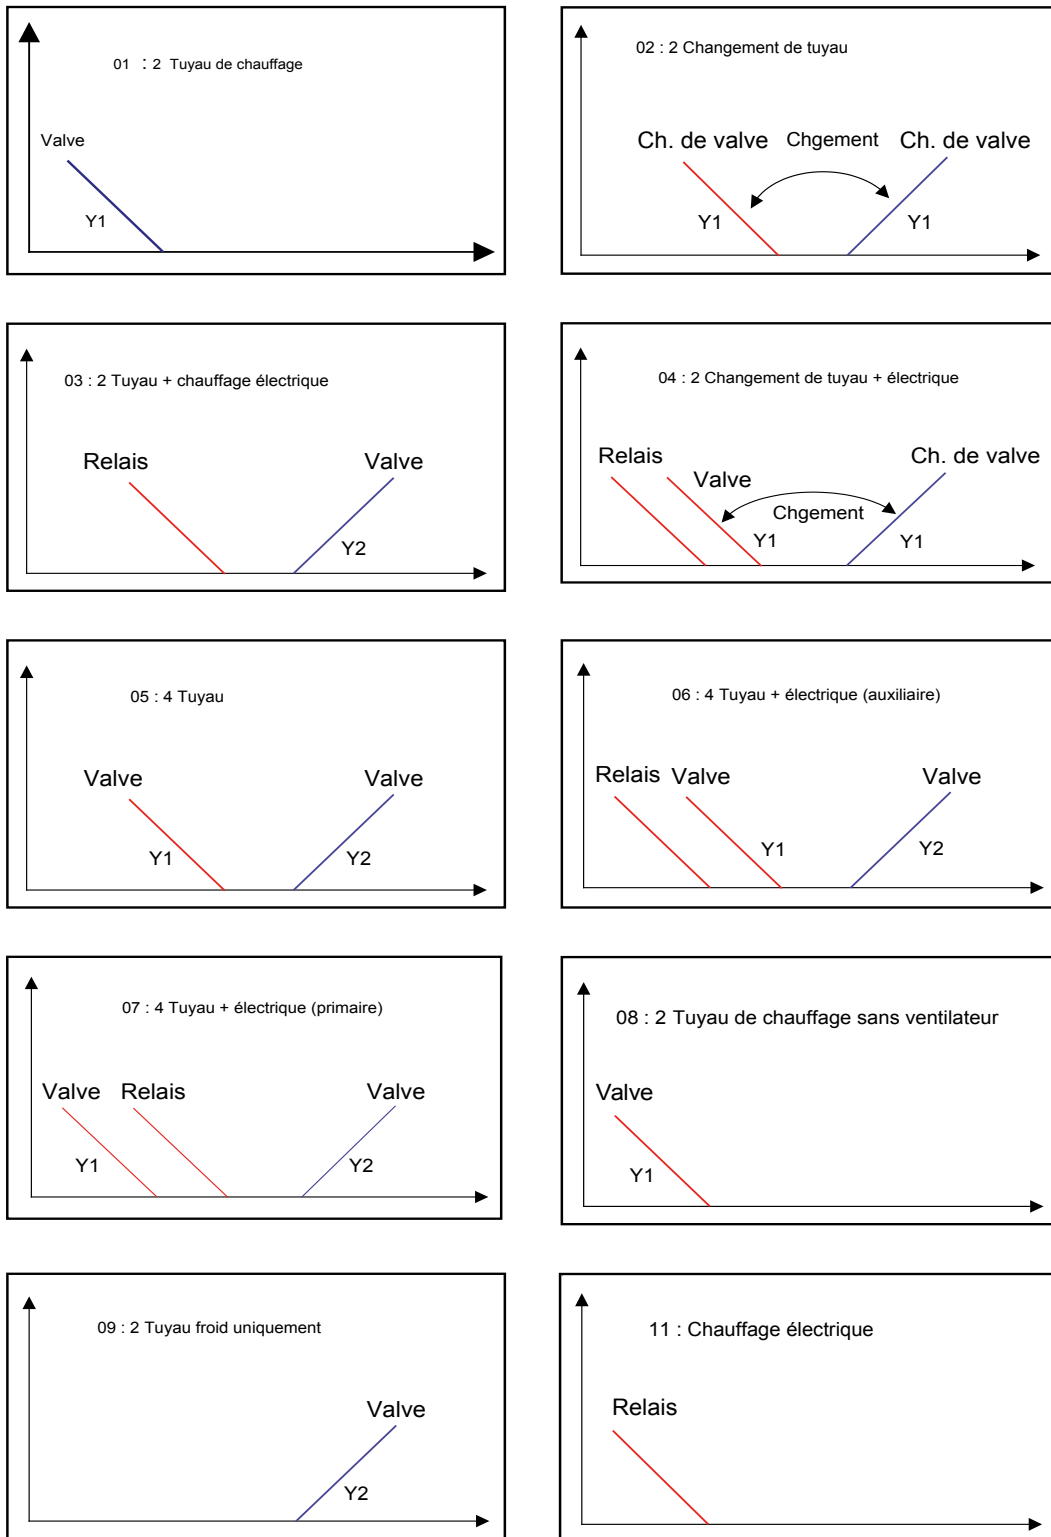 01 : 2 Tuyau de chauffage
Valve
Y1
02 : 2 Changement de tuyau
Ch. de valve Chgement Ch. de valve
Y1 Y1
03 : 2 Tuyau + chauffage électrique
Relais Valve
Y2
04 : 2 Changement de tuyau + électrique
Relais Valve Ch. de valve
Chgement
Y1 Y1
05 : 4 Tuyau
Valve Valve
Y1 Y2
06 : 4 Tuyau + électrique (auxiliaire)
Relais Valve Valve
Y1 Y2
07 : 4 Tuyau + électrique (primaire)
Valve Relais Valve
Y1 Y2
08 : 2 Tuyau de chauffage sans ventilateur
Valve
Y1
09 : 2 Tuyau froid uniquement
Valve
Y2
11 : Chauffage électrique
Relais